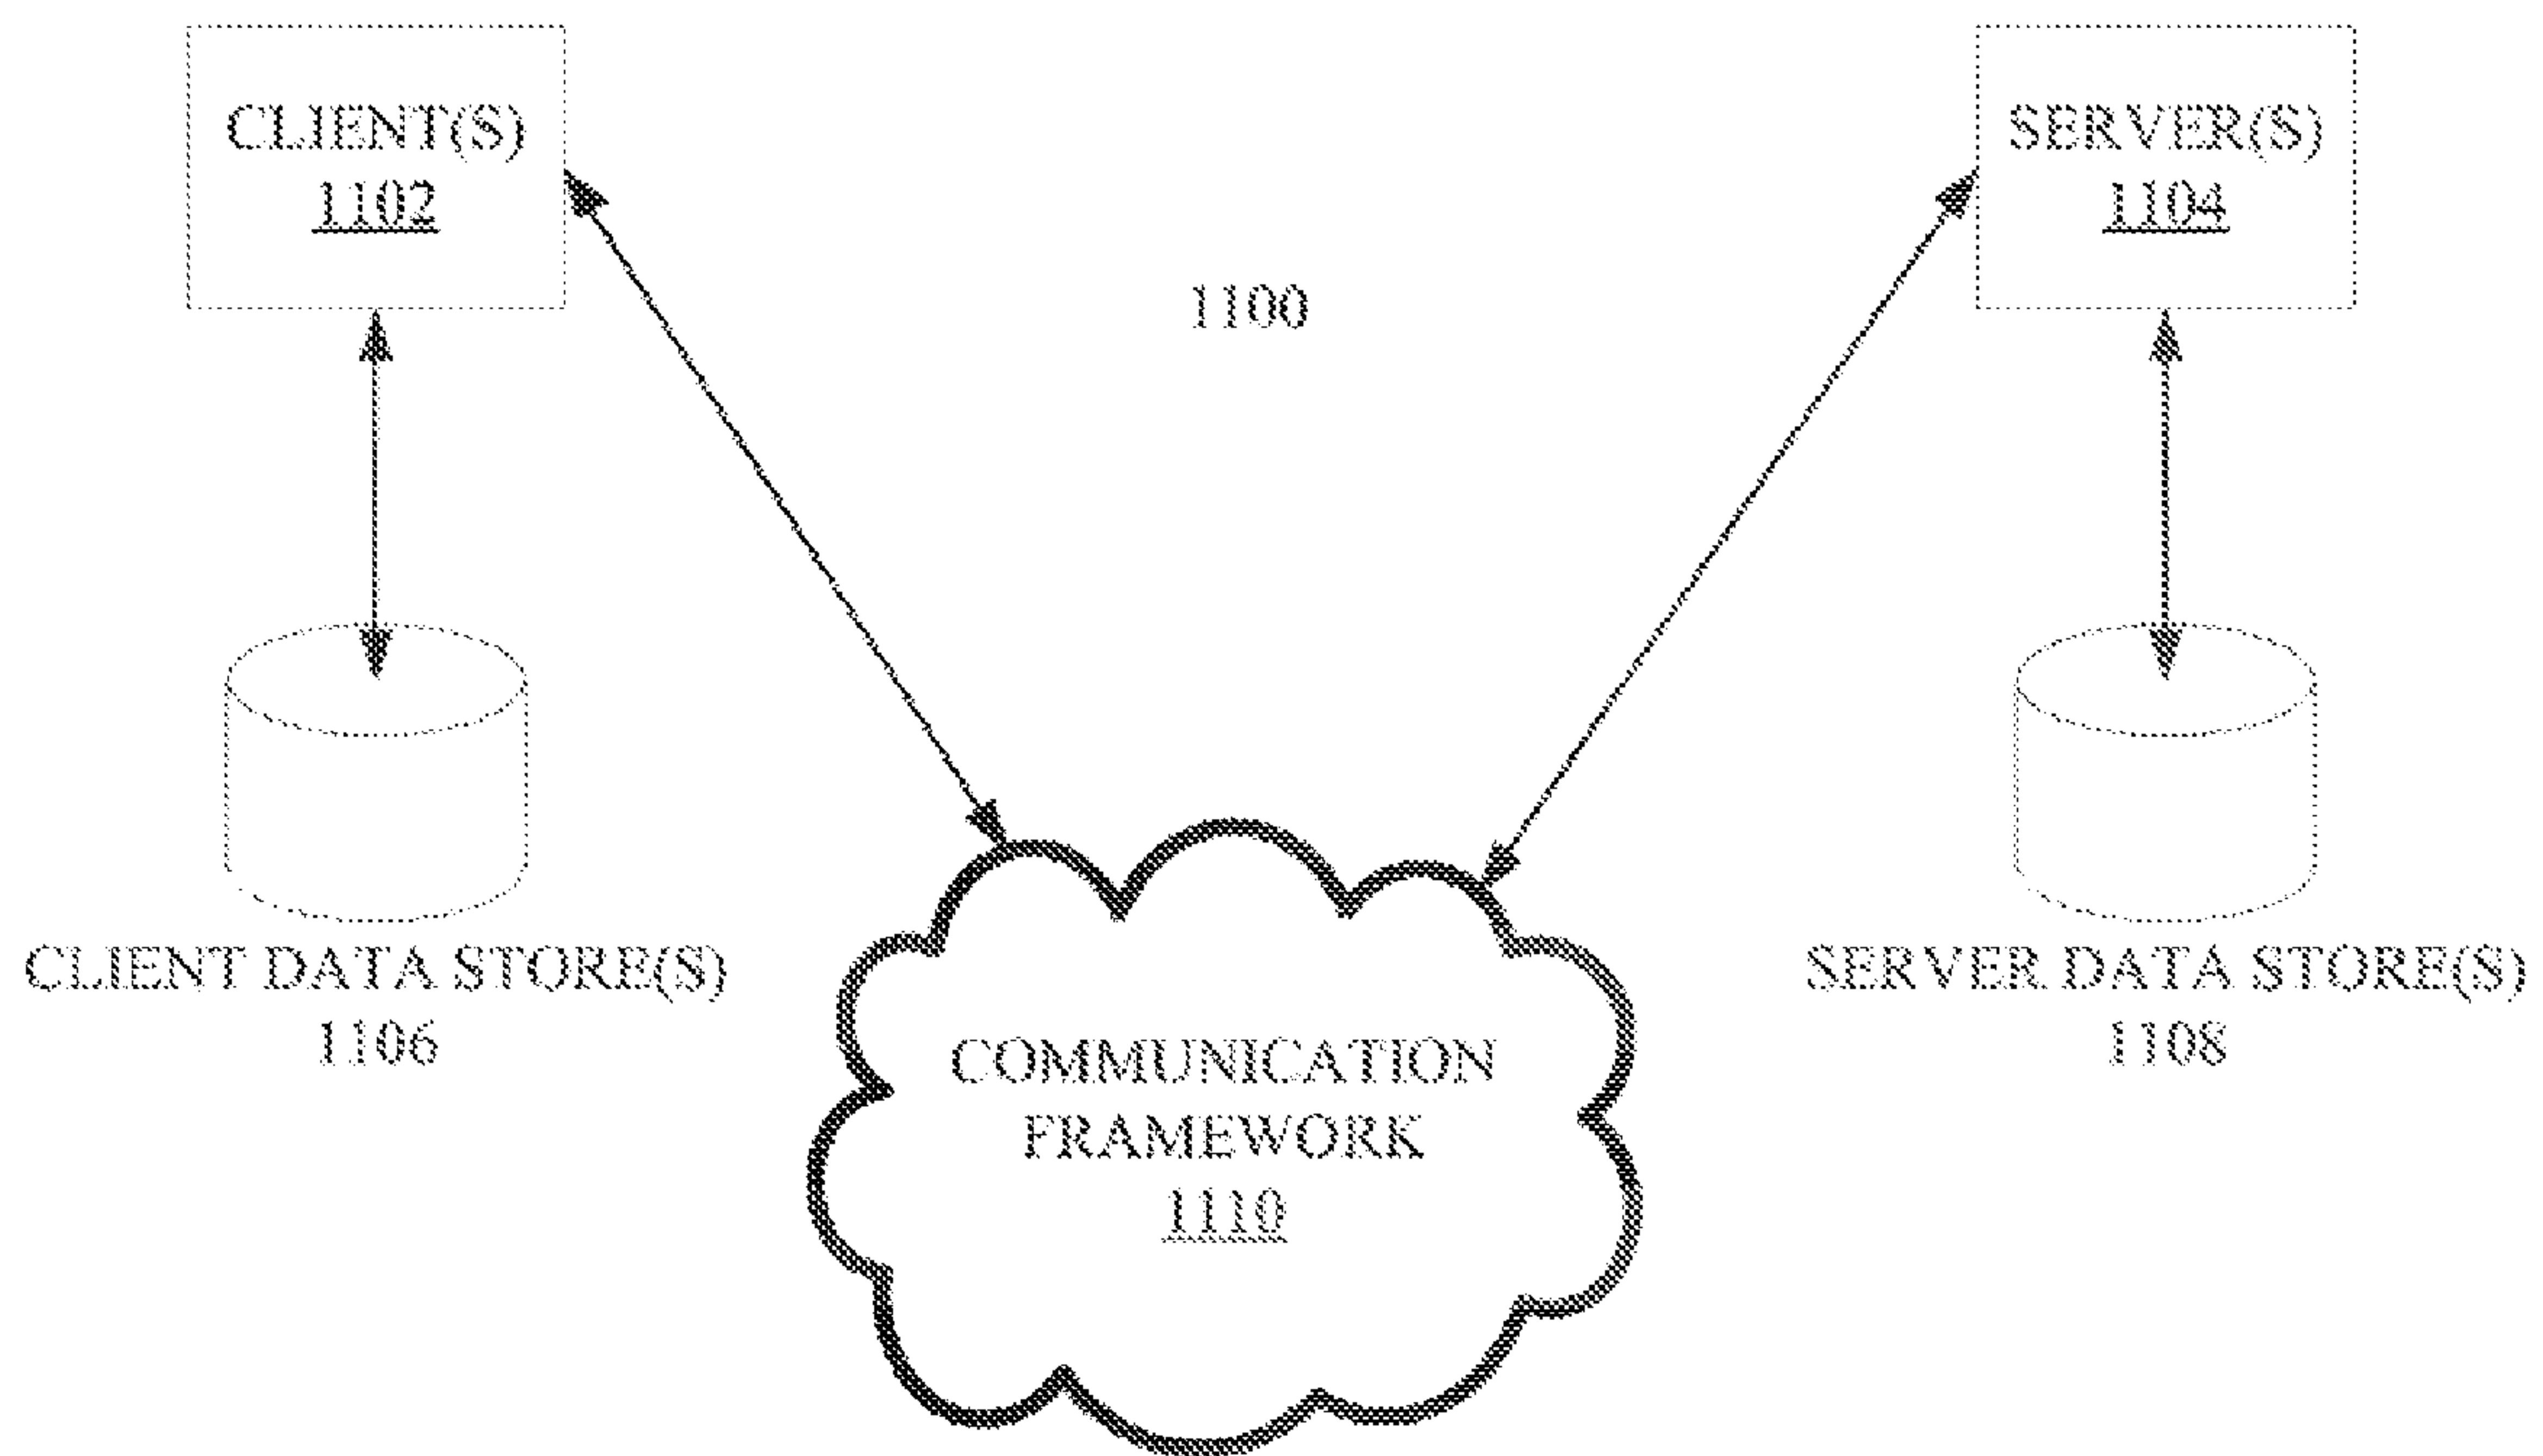 CLIENT(S)
1102
SERVER(S)
1104
1100
CLIENT DATA STORE(S)
1106
SERVER DATA STORE(S)
1108
COMMUNICATION
FRAMEWORK
1110